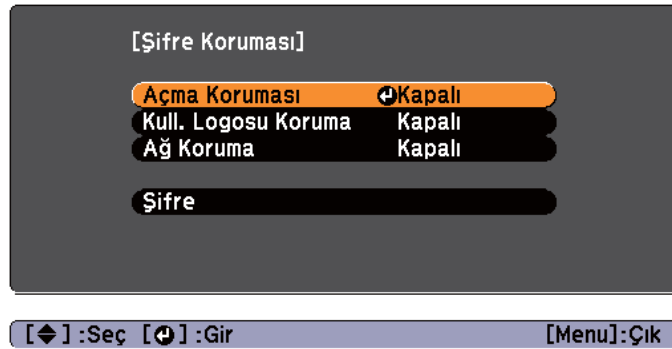 [Şifre Koruması]
Açma Koruması Kapalı
Kull. Logosu Koruma Kapalı
Ağ Koruma Kapalı
Şifre
[◆] :Seç [↵] :Gir [Menu]:Çık